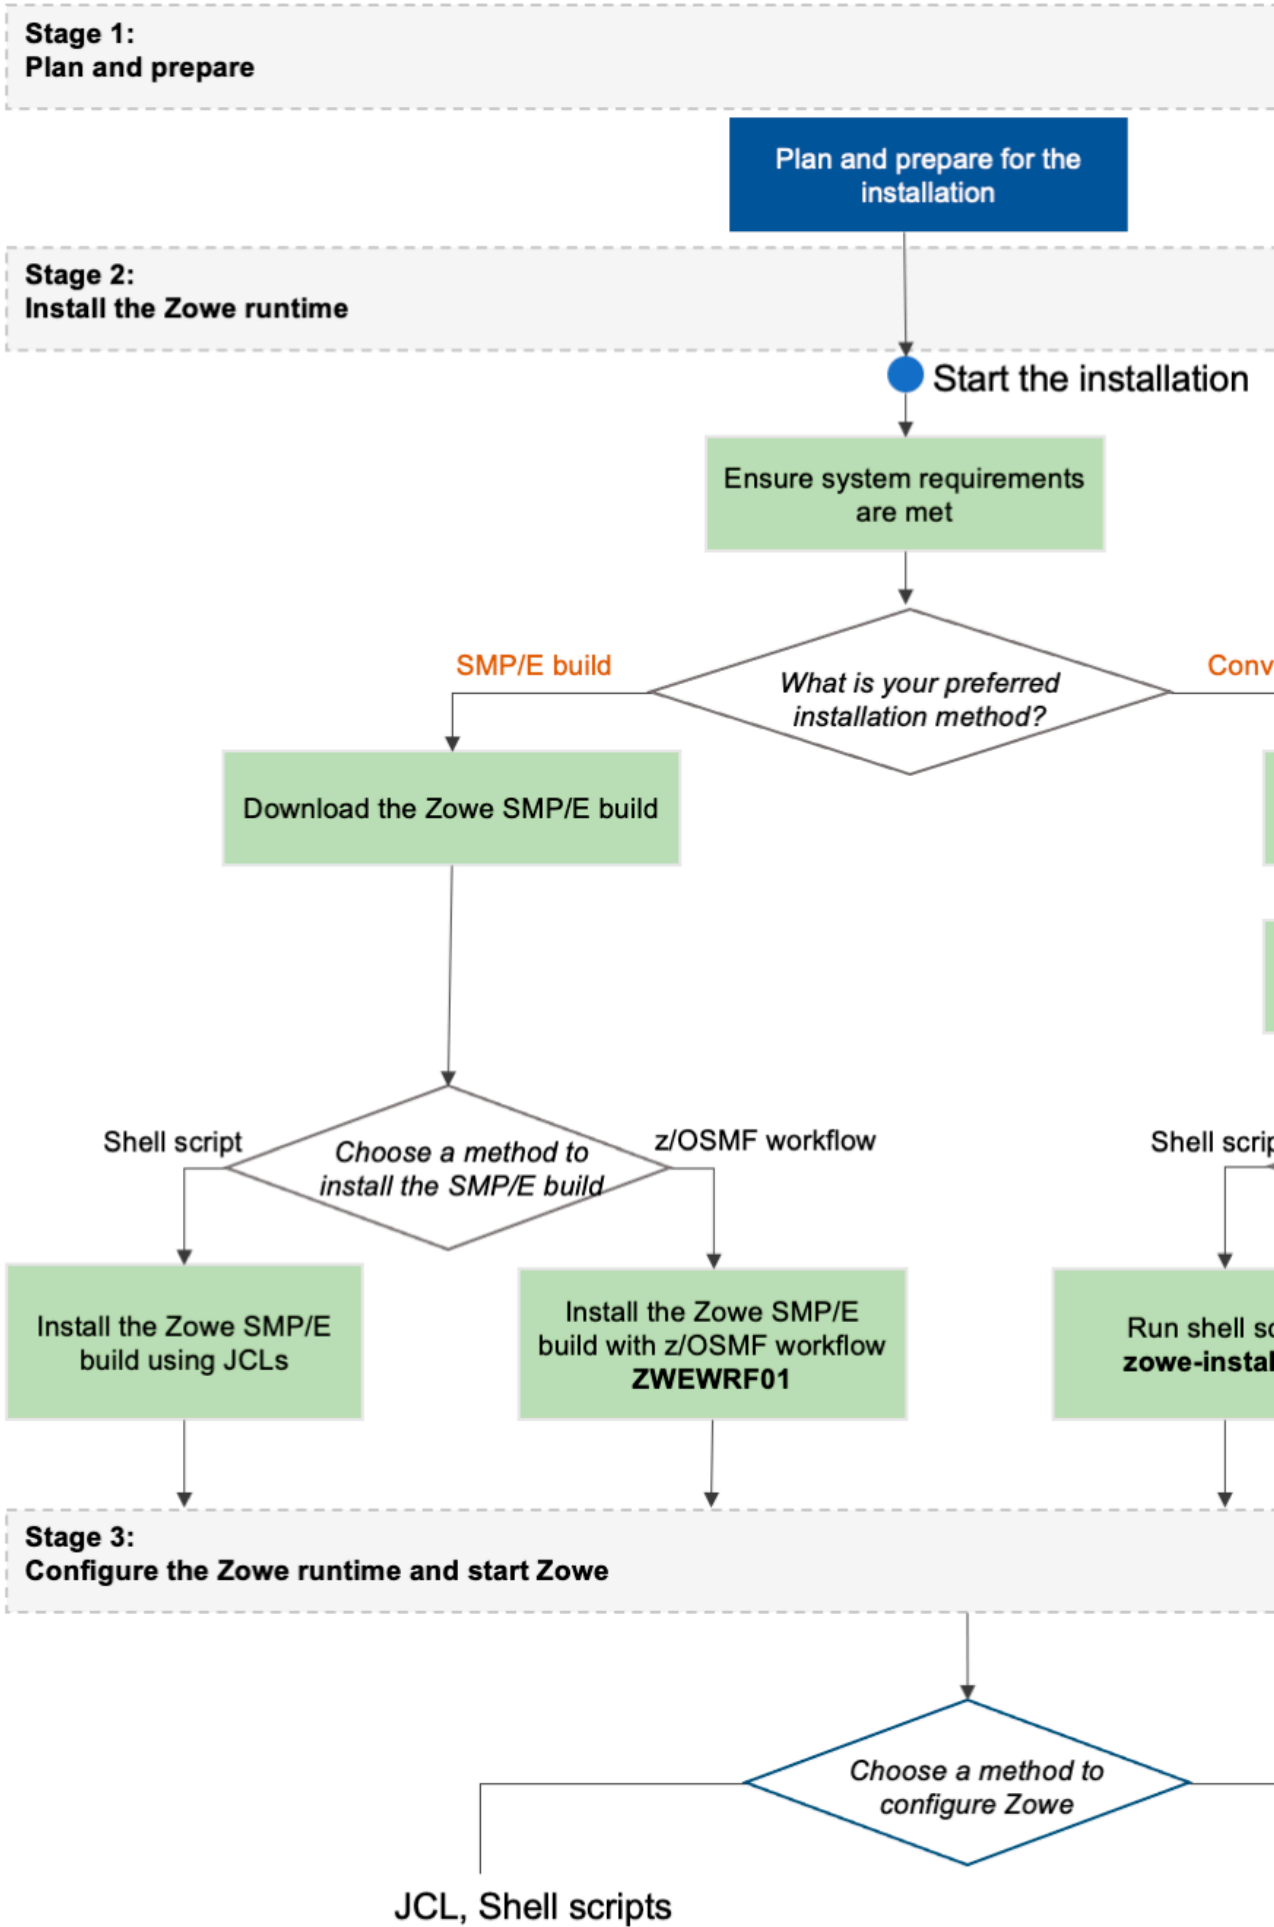 Stage 1:
Plan and prepare
Plan and prepare for the
installation
Stage 2:
Install the Zowe runtime
Start the installation
Ensure system requirements
are met
SMP/E build
What is your preferred
installation method?
Download the Zowe SMP/E build
Shell script
Choose a method to
install the SMP/E build
z/OSMF workflow
Shell
Install the Zowe SMP/E
build using JCLs
Install the Zowe SMP/E
build with z/OSMF workflow
ZWEWRF01
Run shell
Stage 3:
Configure the Zowe runtime and start Zowe
Choose a method to
configure Zowe
JCL, Shell scripts